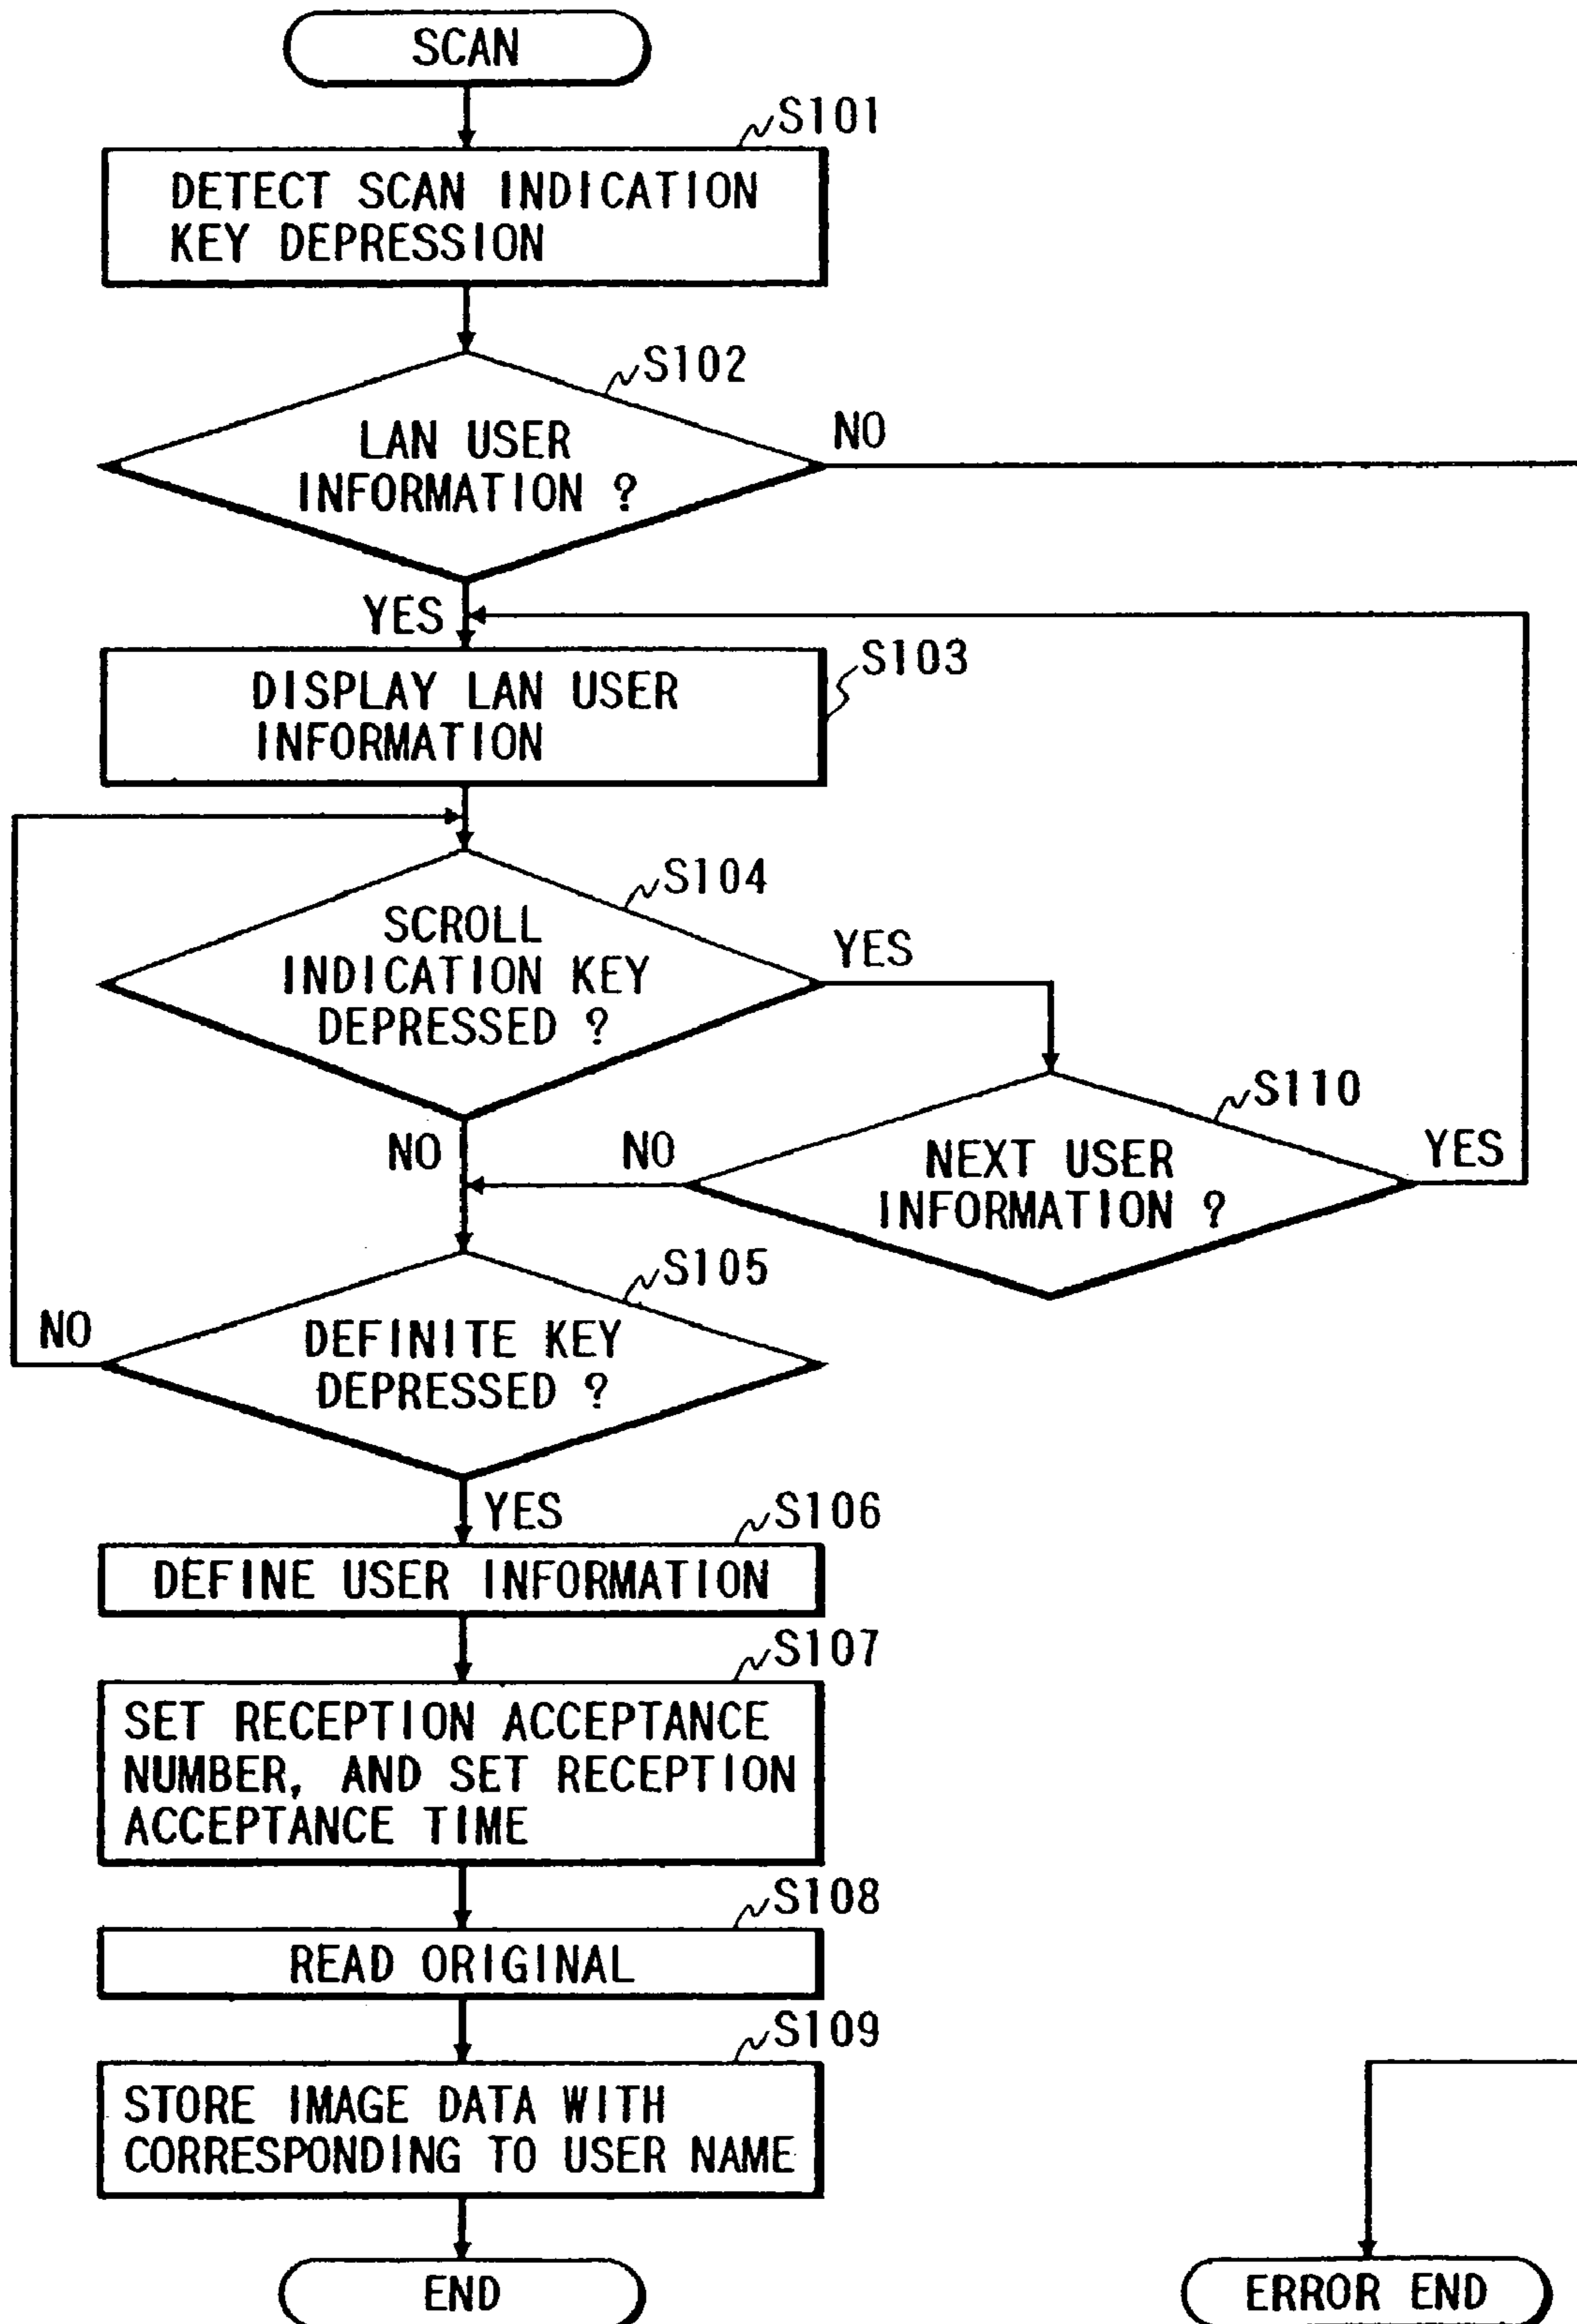 SCAN
S101
DETECT SCAN INDICATION
KEY DEPRESSION
S102
LAN USER
INFORMATION ?
NO
YES
S103
DISPLAY LAN USER
INFORMATION
S104
SCROLL
INDICATION KEY
DEPRESSED ?
YES
S110
NO
NO
NEXT USER
INFORMATION ?
YES
S105
NO
DEFINITE KEY
DEPRESSED ?
YES
S106
DEFINE USER INFORMATION
S107
SET RECEPTION ACCEPTANCE
NUMBER, AND SET RECEPTION
ACCEPTANCE TIME
S108
READ ORIGINAL
S109
STORE IMAGE DATA WITH
CORRESPONDING TO USER NAME
END
ERROR END